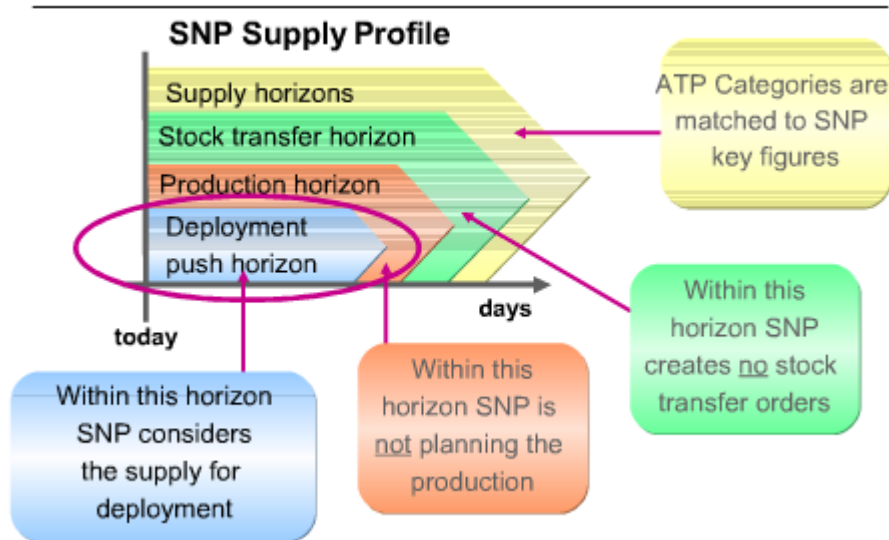 SNP Supply Profile
Supply horizons
Stock transfer horizon
Production horizon
Deployment
push horizon
today
days
ATP Categories are
matched to SNP
key figures
Within this
horizon SNP
creates no stock
transfer orders
Within this
horizon SNP is
not planning the
production
Within this horizon
SNP considers
the supply for
deployment